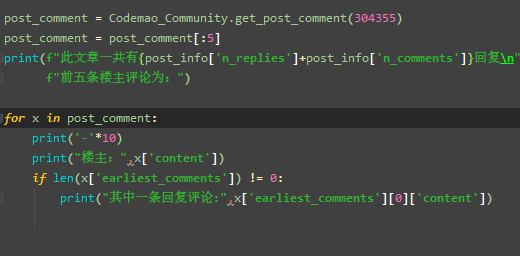 post_comment = Codemao_Community.get_post_comment(304355)
post_comment = post_comment[:5]
print(f"此文章一共有{post_info['n_replies']+post_info['n_comments']}回复\n"
      f"前五条楼主评论为：")
for x in post_comment:
    print('-'*10)
    print("楼主：",x['content'])
    if len(x['earliest_comments']) != 0:
        print("其中一条回复评论:",x['earliest_comments'][0]['content'])